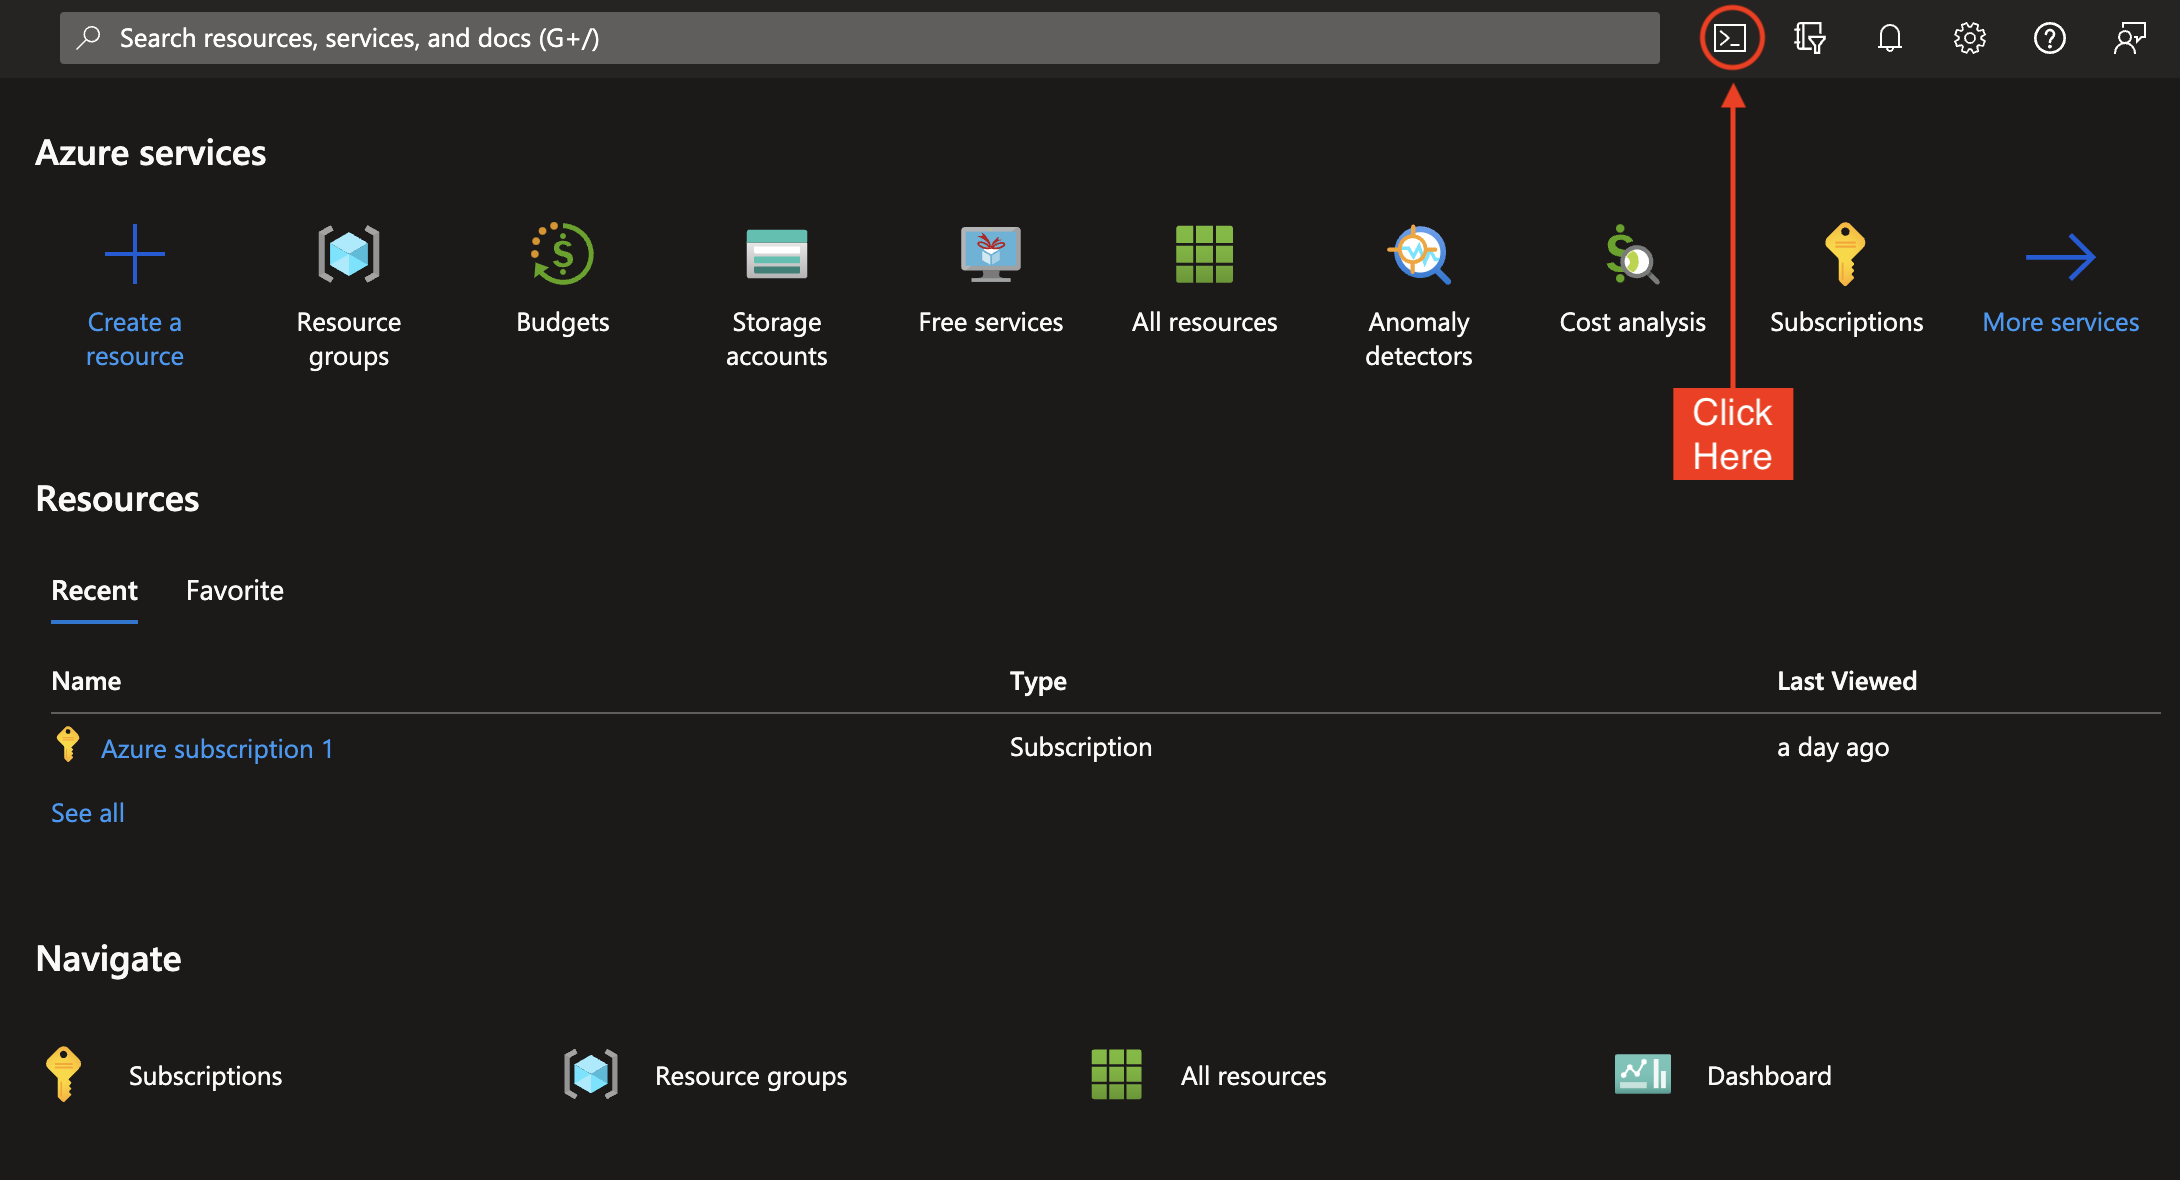 Search resources, services, and docs (G+/)
Azure services
Create a
resource
Resource
groups
Budgets
Storage
accounts
Free services
All resources
Anomaly
detectors
Cost analysis
Subscriptions
More services
Click
Here
Resources
Recent
Favorite
Name
Type
Last Viewed
Azure subscription 1
Subscription
a day ago
See all
Navigate
Subscriptions
Resource groups
All resources
Dashboard